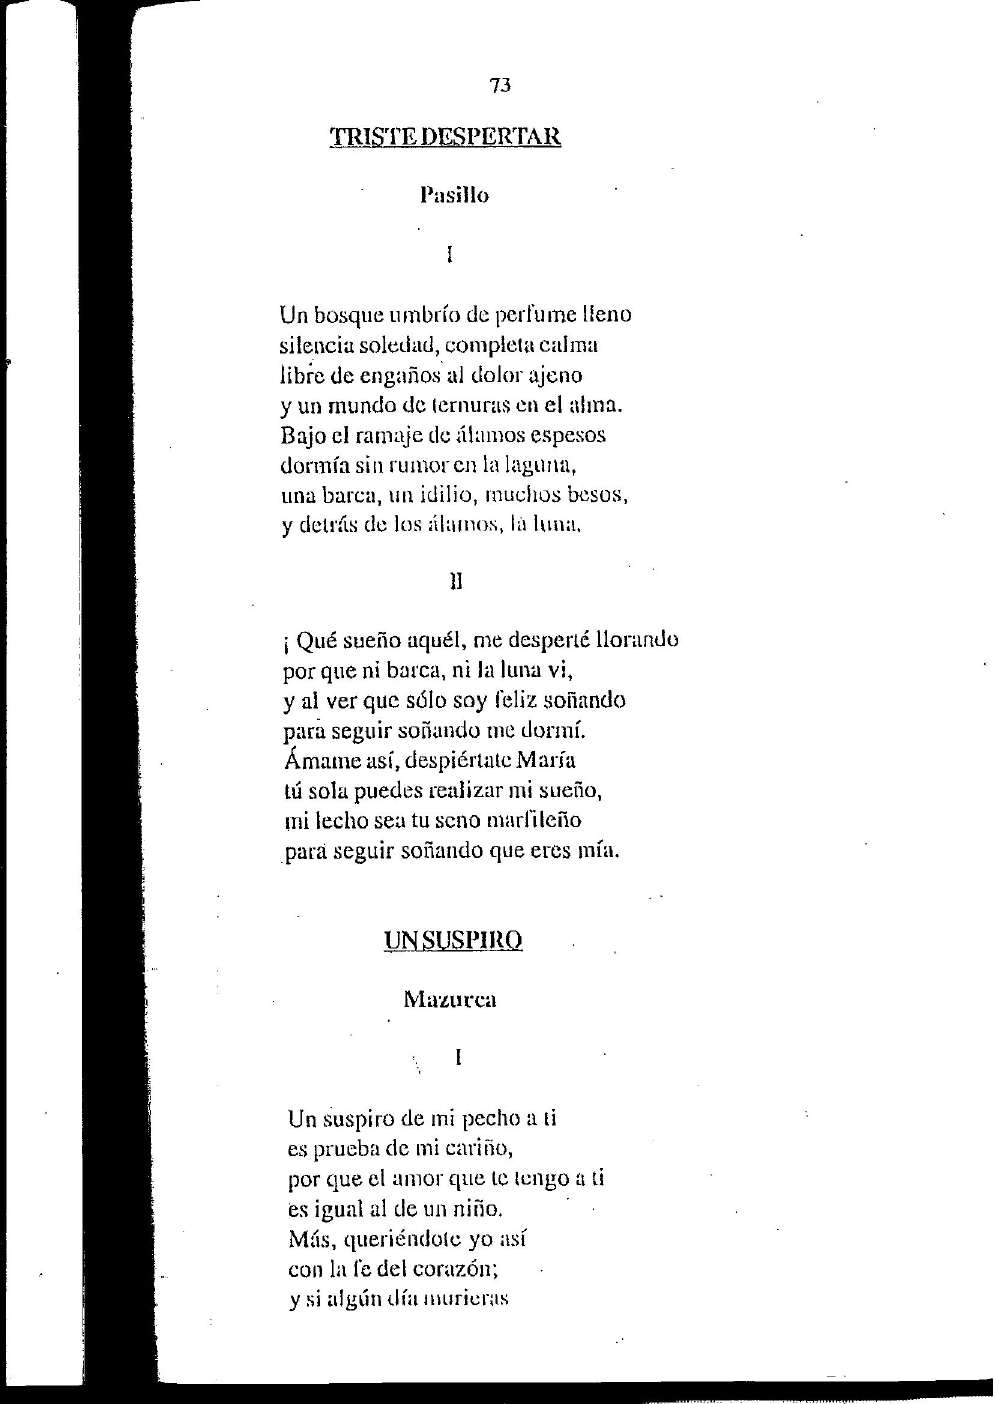 73
TRISTE DESPERTAR
Pasillo
I
Un bosque umbrío de perfume lleno
silencia soledad, completa calma
libre de engaños al dolor ajeno
y un mundo de ternuras en el alma.
Bajo el ramaje de álamos espesos
dormía sin rumor en la laguna,
una barca, un idilio, muchos besos,
y detrás de los álamos, la luna.
II
¡ Qué sueño aquél, me desperté llorando
por que ni barca, ni la luna vi,
y al ver que sólo soy feliz soñando
para seguir soñando me dormí.
Ámame así, despiértate María
tú sola puedes realizar mi sueño,
mi lecho sea tu seno marfileño
para seguir soñando que eres mía.
UN SUSPIRO
Mazurca
I
Un suspiro de mi pecho a ti
es prueba de mi cariño,
por que el amor que te tengo a ti
es igual al de un niño.
Más, queriéndote yo así
con la fe del corazón;
y si algún día murieras